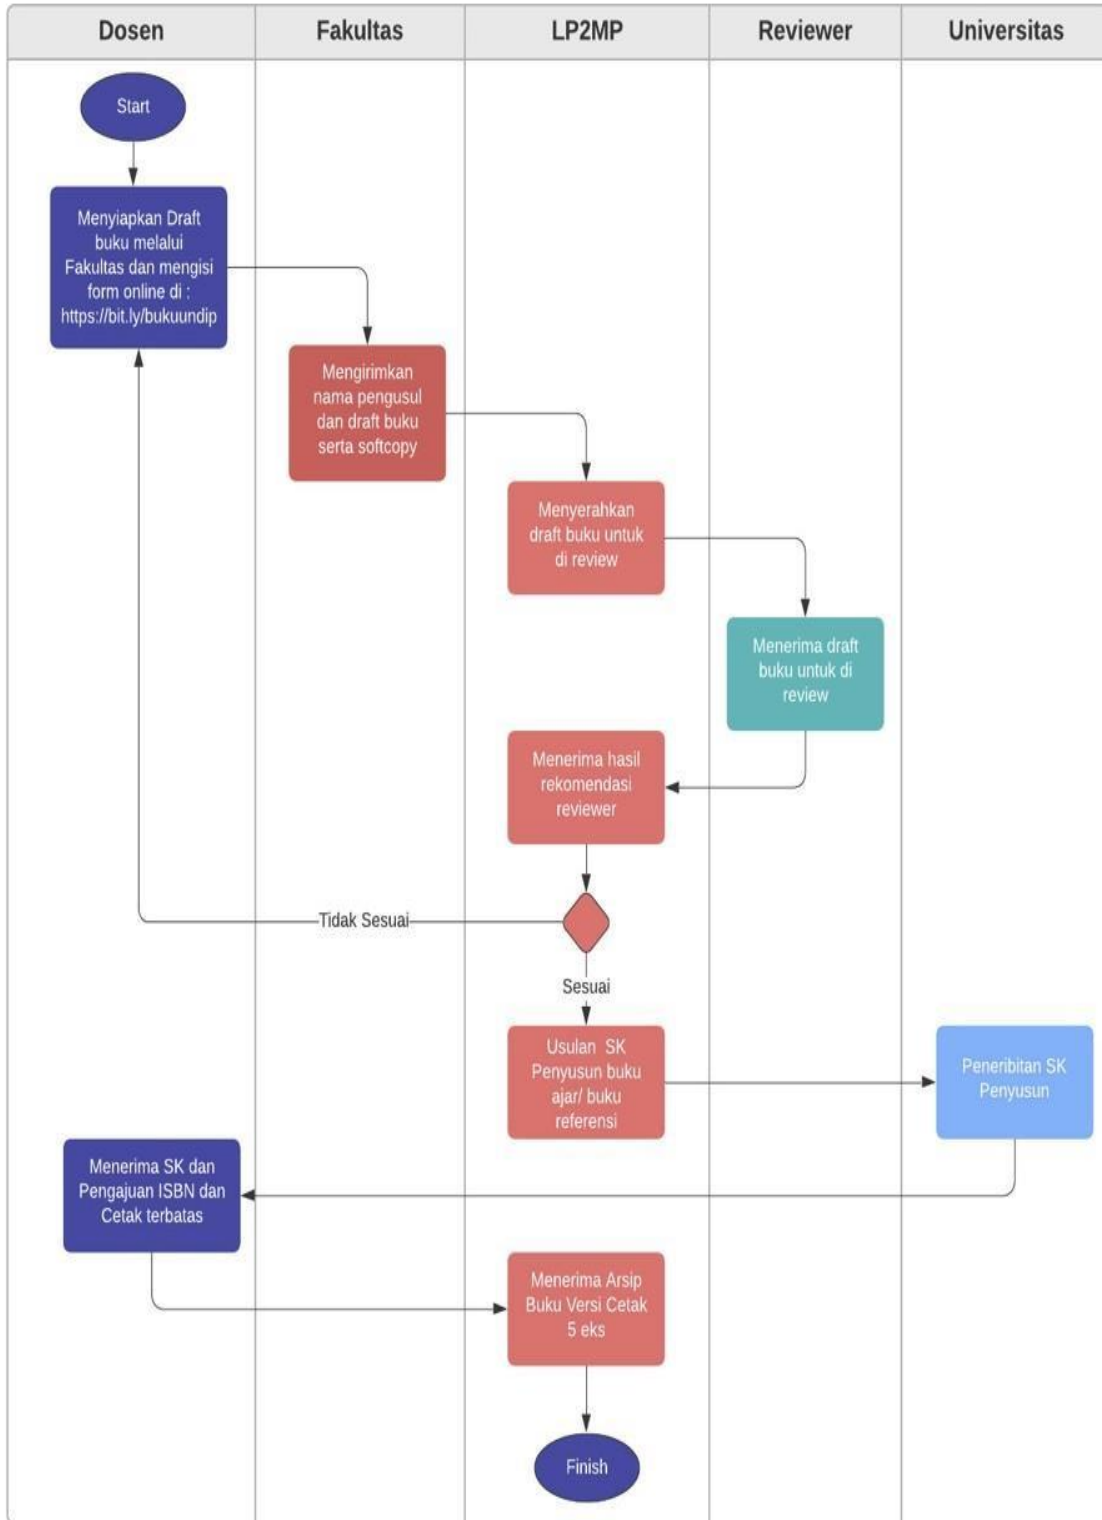 Dosen
Fakultas
LP2MP
Reviewer
Universitas
Start
Menyiapkan Draft
buku melalui
Fakultas dan mengisi
form online di :
https://bit.ly/bukuundip
Mengirimkan
nama pengusul
dan draft buku
serta softcopy
Menyerahkan
draft buku untuk
di review
Menerima draft
buku untuk di
review
Menerima hasil
rekomendasi
reviewer
Tidak Sesuai
Sesuai
Usulan SK
Penyusun buku
ajar/ buku
referensi
Peneribitan SK
Penyusun
Menerima SK dan
Pengajuan ISBN dan
Cetak terbatas
Menerima Arsip
Buku Versi Cetak
5 eks
Finish